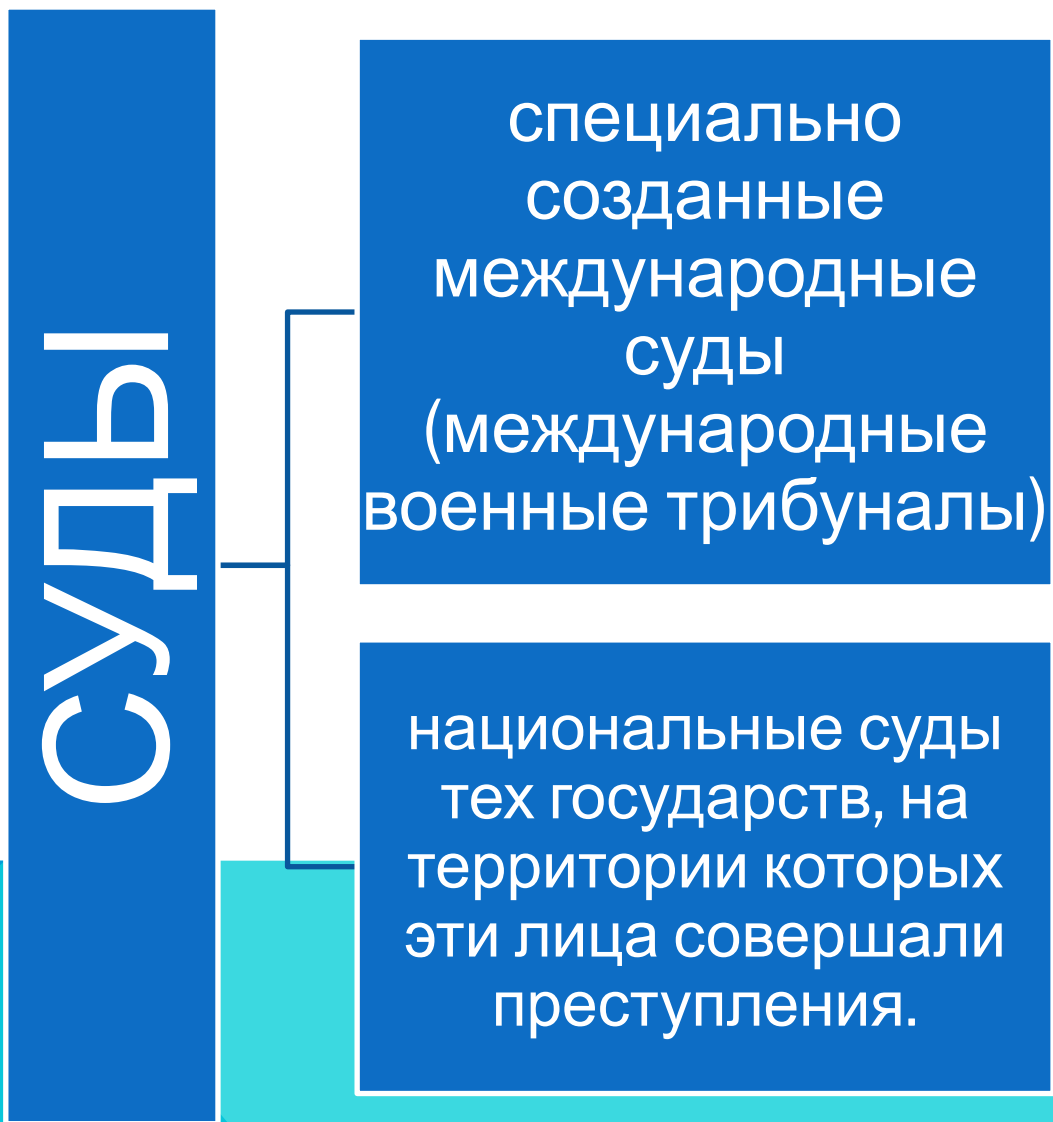 СУДЫ
специально
созданные
международные
суды
(международные
военные трибуналы)
национальные суды
тех государств, на
территории которых
эти лица совершали
преступления.